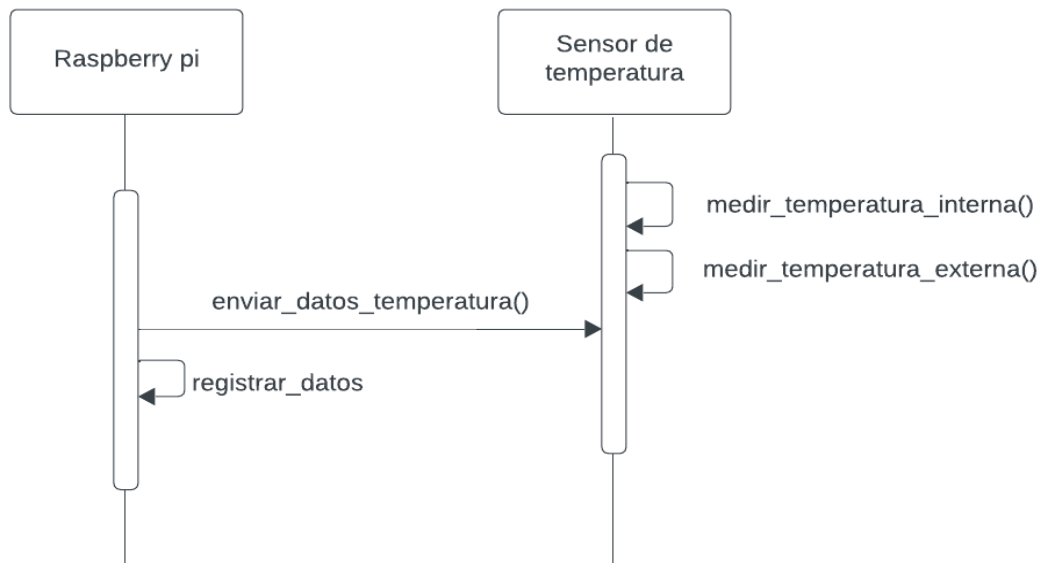 Raspberry pi
Sensor de
temperatura
medir_temperatura_interna()
medir_temperatura_externa()
enviar_datos_temperatura()
registrar_datos